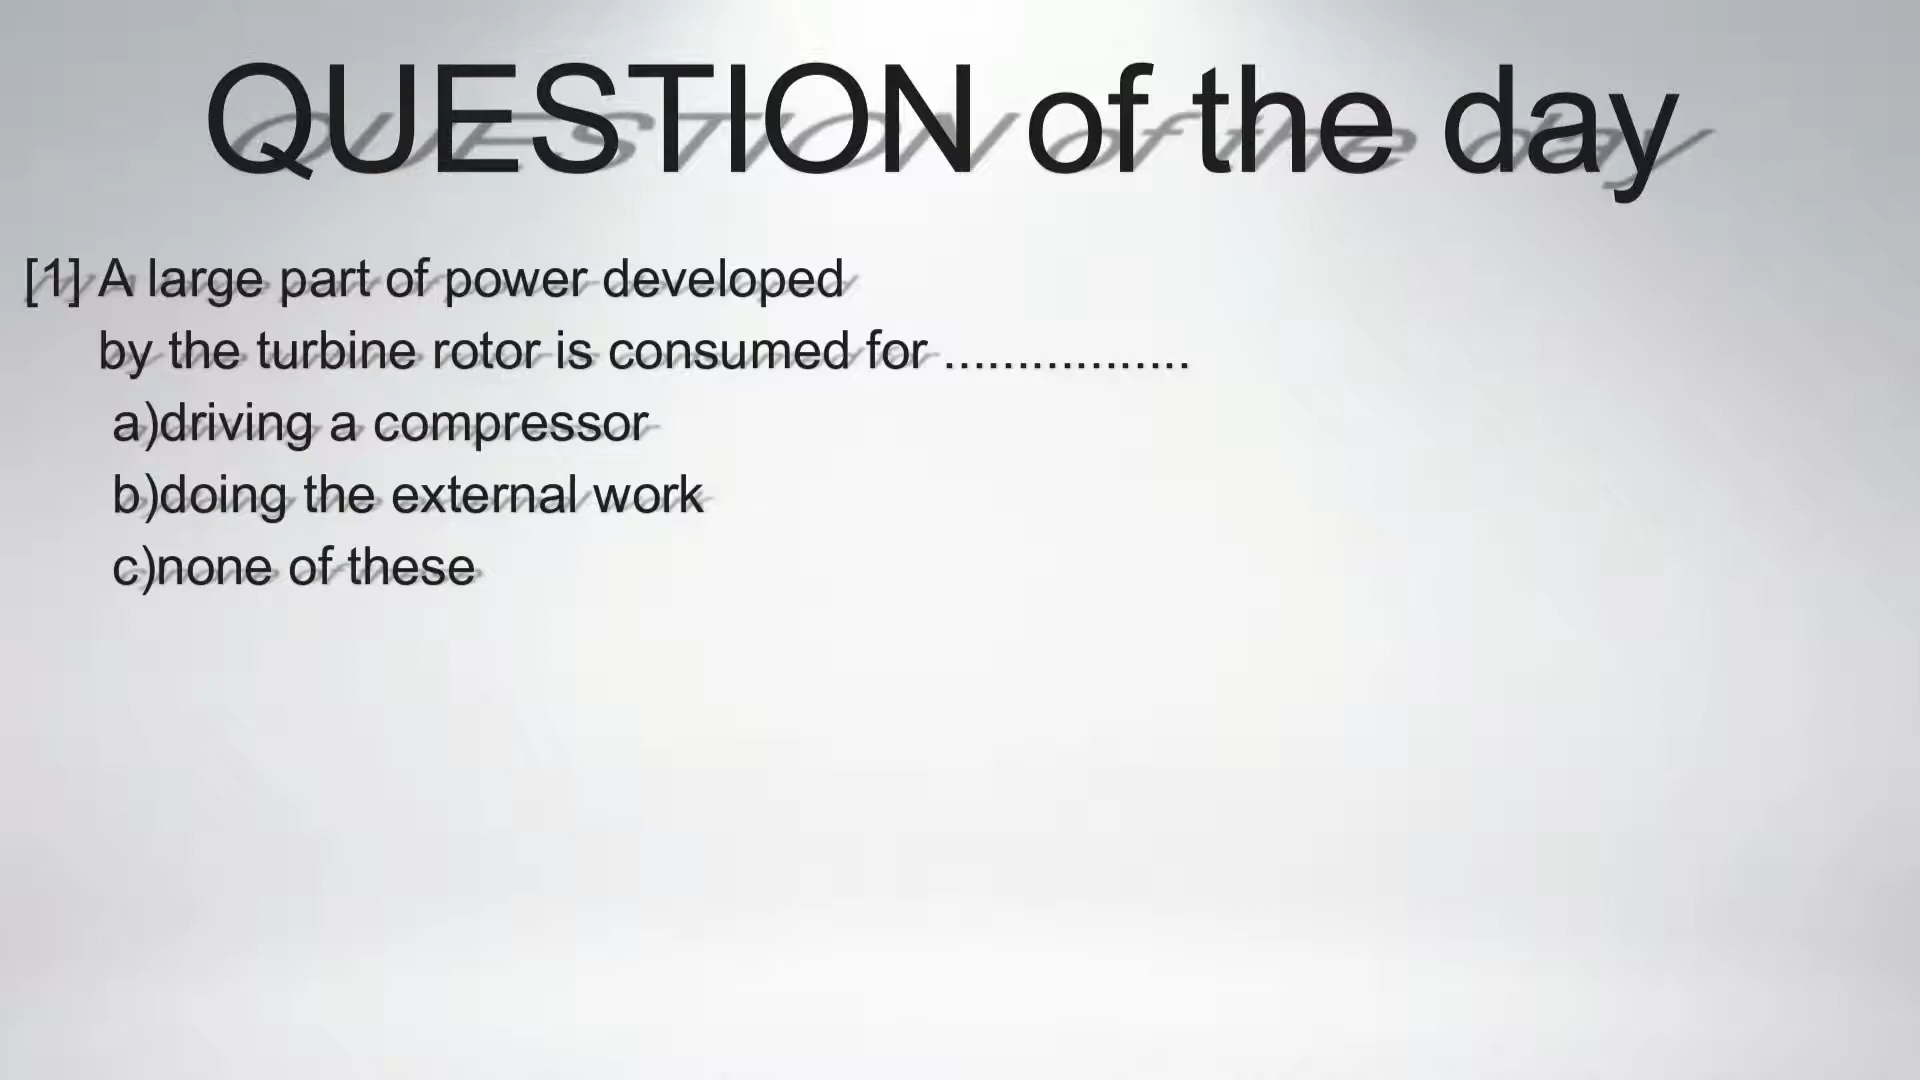 QUESTION of the day
[1] A large part of power developed
by the turbine rotor is consumed for .................
a)driving a compressor
b)doing the external work
c)none of these